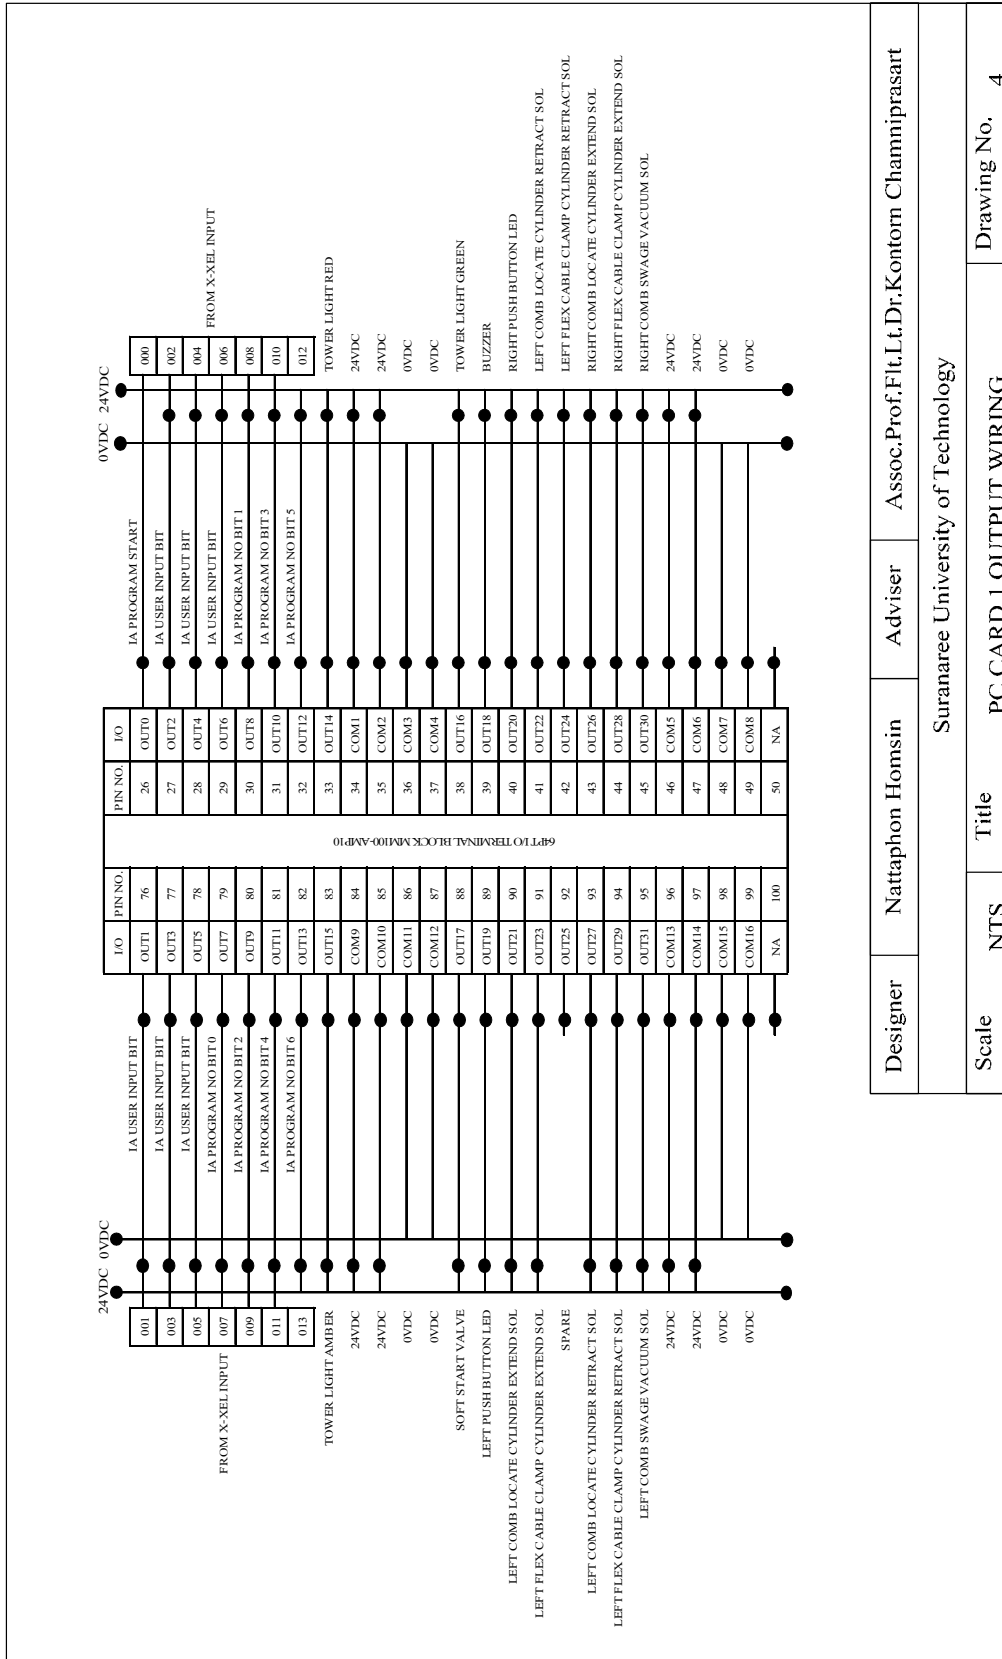 0VDC 24VDC
IA PROGRAM START 000
IA USER INPUT BIT 002
IA USER INPUT BIT 004
IA USER INPUT BIT 006
IA PROGRAM NO BIT 1 008
IA PROGRAM NO BIT 3 010
IA PROGRAM NO BIT 5 012
FROM X-XEL INPUT
TOWER LIGHT RED
24VDC
24VDC
0VDC
0VDC
TOWER LIGHT GREEN
BUZZER
RIGHT PUSH BUTTON LED
LEFT COMB LOCATE CYLINDER RETRACT SOL
LEFT FLEX CABLE CLAMP CYLINDER RETRACT SOL
RIGHT COMB LOCATE CYLINDER EXTEND SOL
RIGHT FLEX CABLE CLAMP CYLINDER EXTEND SOL
RIGHT COMB SWAGE VACUUM SOL
24VDC
24VDC
0VDC
0VDC
I/O PIN NO. PIN NO. I/O
OUT1 76 26 OUT0
OUT3 77 27 OUT2
OUT5 78 28 OUT4
OUT7 79 29 OUT6
OUT9 80 30 OUT8
OUT11 81 31 OUT10
OUT13 82 32 OUT12
OUT15 83 33 OUT14
COM9 84 34 COM1
COM10 85 35 COM2
COM11 86 36 COM3
COM12 87 37 COM4
OUT17 88 38 OUT16
OUT19 89 39 OUT18
OUT21 90 40 OUT20
OUT23 91 41 OUT22
OUT25 92 42 OUT24
OUT27 93 43 OUT26
OUT29 94 44 OUT28
OUT31 95 45 OUT30
COM13 96 46 COM5
COM14 97 47 COM6
COM15 98 48 COM7
COM16 99 49 COM8
NA 100 50 NA
64PT I/O TERMINAL BLOCK MM100-AMP10
24VDC 0VDC
001 IA USER INPUT BIT
003 IA USER INPUT BIT
005 IA USER INPUT BIT
007 IA PROGRAM NO BIT 0
009 IA PROGRAM NO BIT 2
011 IA PROGRAM NO BIT 4
013 IA PROGRAM NO BIT 6
FROM X-XEL INPUT
TOWER LIGHT AMBER
24VDC
24VDC
0VDC
0VDC
SOFT START VALVE
LEFT PUSH BUTTON LED
LEFT COMB LOCATE CYLINDER EXTEND SOL
LEFT FLEX CABLE CLAMP CYLINDER EXTEND SOL
SPARE
LEFT COMB LOCATE CYLINDER RETRACT SOL
LEFT FLEX CABLE CLAMP CYLINDER RETRACT SOL
LEFT COMB SWAGE VACUUM SOL
24VDC
24VDC
0VDC
0VDC
Designer Nattaphon Homsin Adviser Assoc.Prof.Flt.Lt.Dr.Kontorn Chamniprasart
Suranaree University of Technology
Scale NTS Title PC CARD 1 OUTPUT WIRING Drawing No. 4